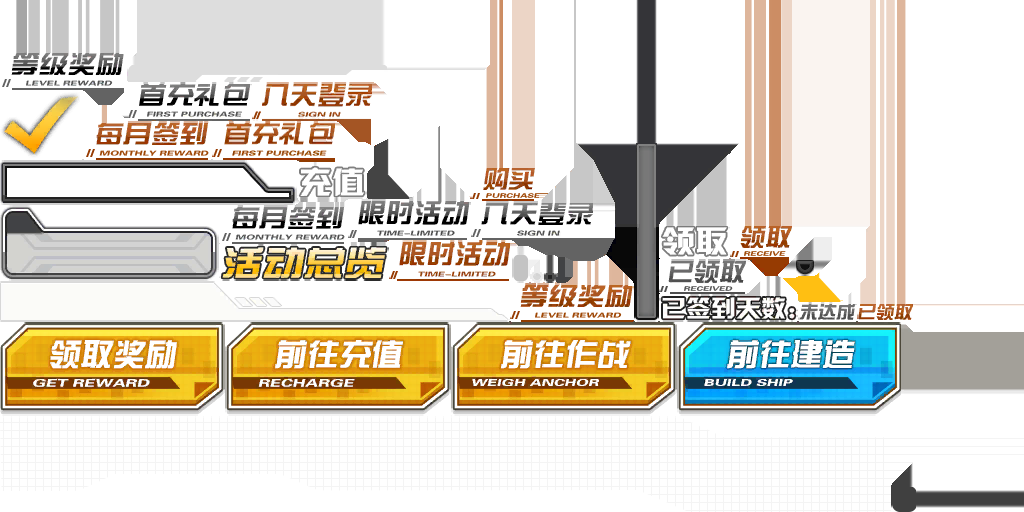 等级奖励
// LEVEL REWARD
首充礼包
// FIRST PURCHASE
八天登录
// SIGN IN
每月签到
// MONTHLY REWARD
首充礼包
// FIRST PURCHASE
充值
购买
// PURCHASE
每月签到
// MONTHLY REWARD
限时活动
// TIME-LIMITED
八天登录
// SIGN IN
活动总览
限时活动
// TIME-LIMITED
领取
领取
// RECEIVE
已领取
// RECEIVED
等级奖励
// LEVEL REWARD
已签到天数:
未达成
已领取
领取奖励
GET REWARD
前往充值
RECHARGE
前往作战
WEIGH ANCHOR
前往建造
BUILD SHIP